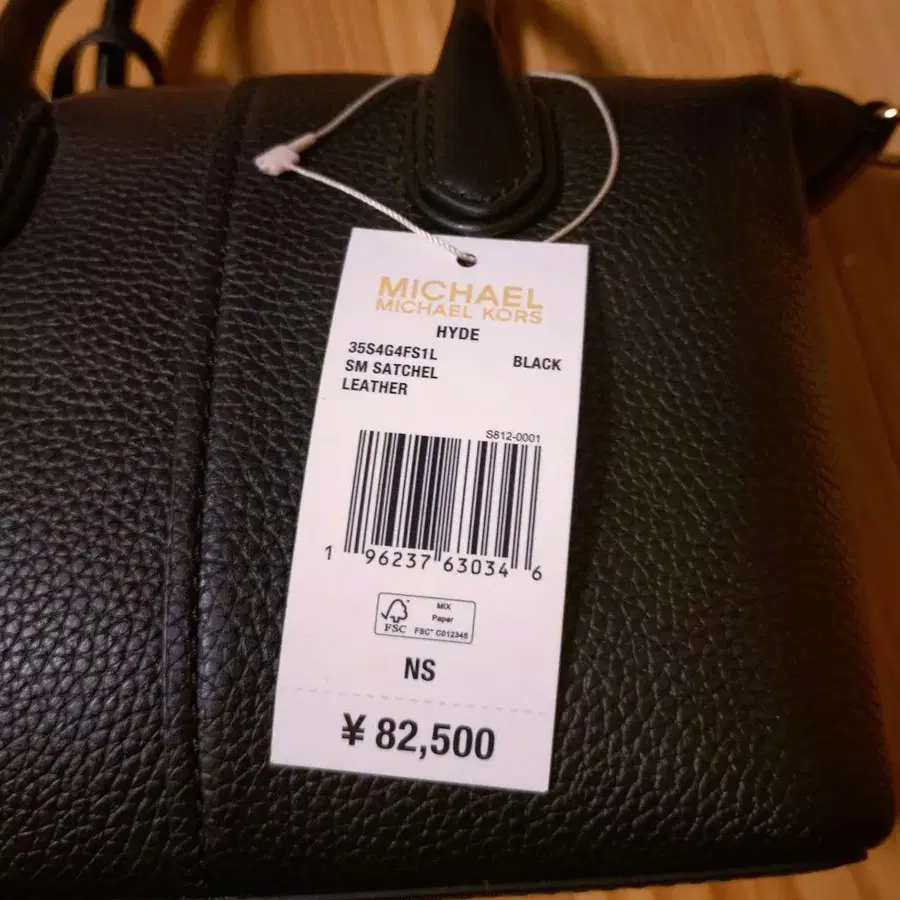 MICHAEL
MICHAEL KORS
HYDE
35S4G4FS1L
BLACK
SM SATCHEL
LEATHER
S812-0001
1 96237 63034 6
FSC
MIX
Paper
FSC® C012345
NS
¥ 82,500